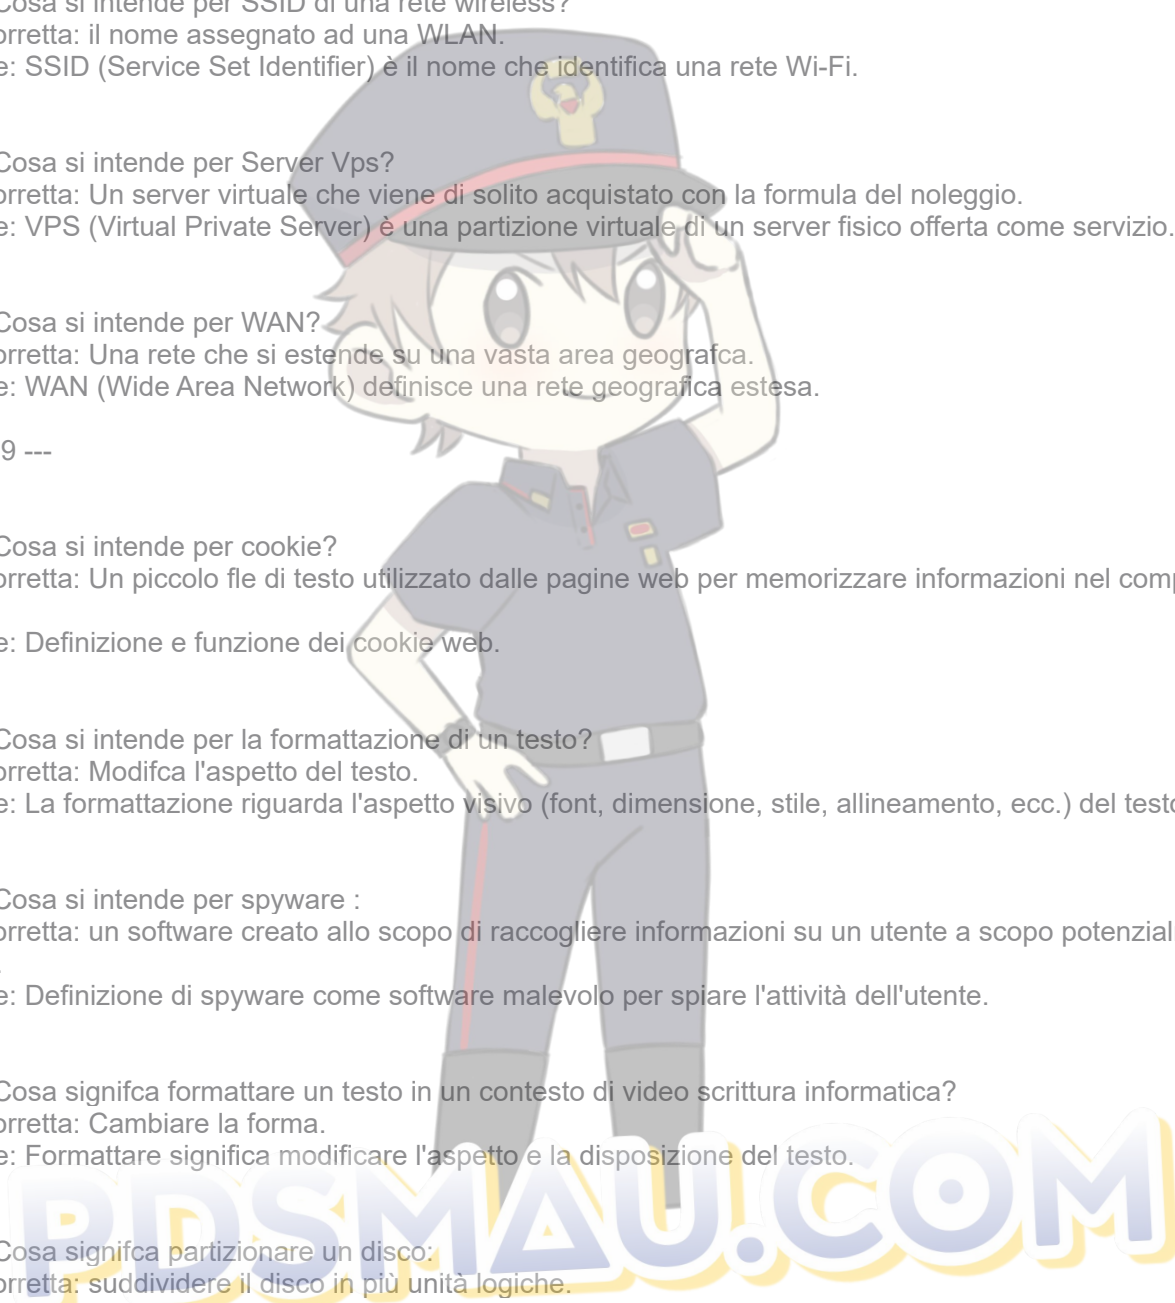 Cosa si intende per SSID di una rete wireless?
orretta: il nome assegnato ad una WLAN.
e: SSID (Service Set Identifier) è il nome che identifica una rete Wi-Fi.
Cosa si intende per Server Vps?
orretta: Un server virtuale che viene di solito acquistato con la formula del noleggio.
e: VPS (Virtual Private Server) è una partizione virtuale di un server fisico offerta come servizio.
Cosa si intende per WAN?
orretta: Una rete che si estende su una vasta area geografca.
e: WAN (Wide Area Network) definisce una rete geografica estesa.
9 ---
Cosa si intende per cookie?
orretta: Un piccolo fle di testo utilizzato dalle pagine web per memorizzare informazioni nel comp
e: Definizione e funzione dei cookie web.
Cosa si intende per la formattazione di un testo?
orretta: Modifca l'aspetto del testo.
e: La formattazione riguarda l'aspetto visivo (font, dimensione, stile, allineamento, ecc.) del testo
Cosa si intende per spyware :
orretta: un software creato allo scopo di raccogliere informazioni su un utente a scopo potenzial
.
e: Definizione di spyware come software malevolo per spiare l'attività dell'utente.
Cosa signifca formattare un testo in un contesto di video scrittura informatica?
orretta: Cambiare la forma.
e: Formattare significa modificare l'aspetto e la disposizione del testo.
PDSMAU.COM
Cosa signifca partizionare un disco:
orretta: suddividere il disco in più unità logiche.